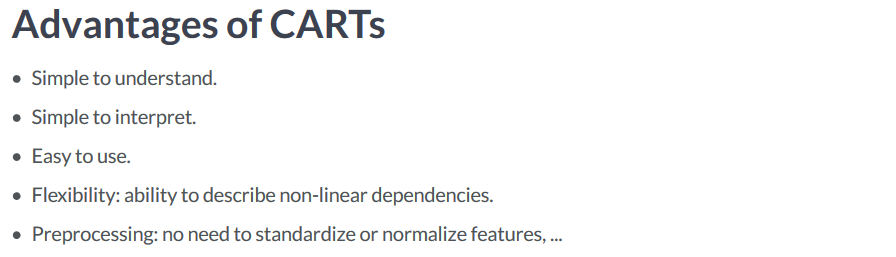 Advantages of CARTs
• Simple to understand.
• Simple to interpret.
• Easy to use.
• Flexibility: ability to describe non-linear dependencies.
• Preprocessing: no need to standardize or normalize features, ...